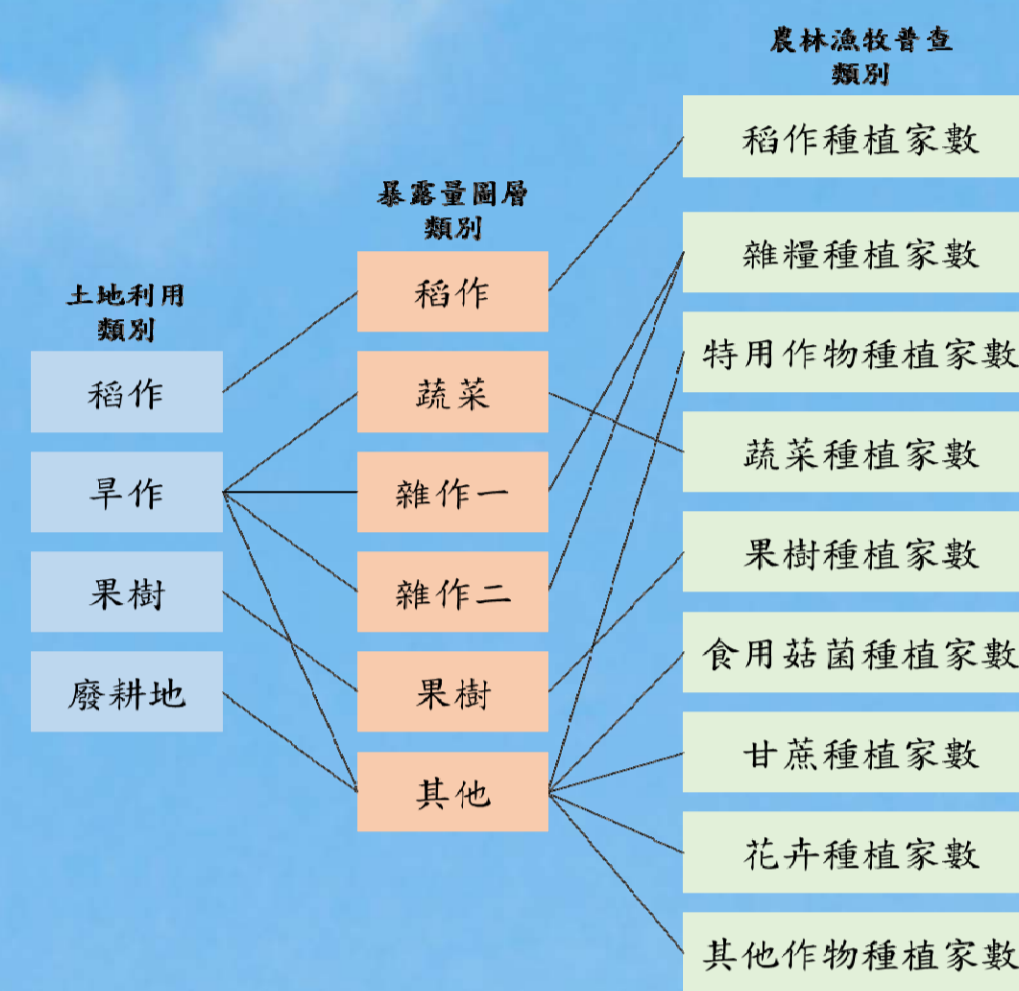 土地利用
類別
稻作
旱作
果樹
廢耕地
暴露量圖層
類別
稻作
蔬菜
雜作一
雜作二
果樹
其他
農林漁牧普查
類別
稻作種植家數
雜糧種植家數
特用作物種植家數
蔬菜種植家數
果樹種植家數
食用菇菌種植家數
甘蔗種植家數
花卉種植家數
其他作物種植家數